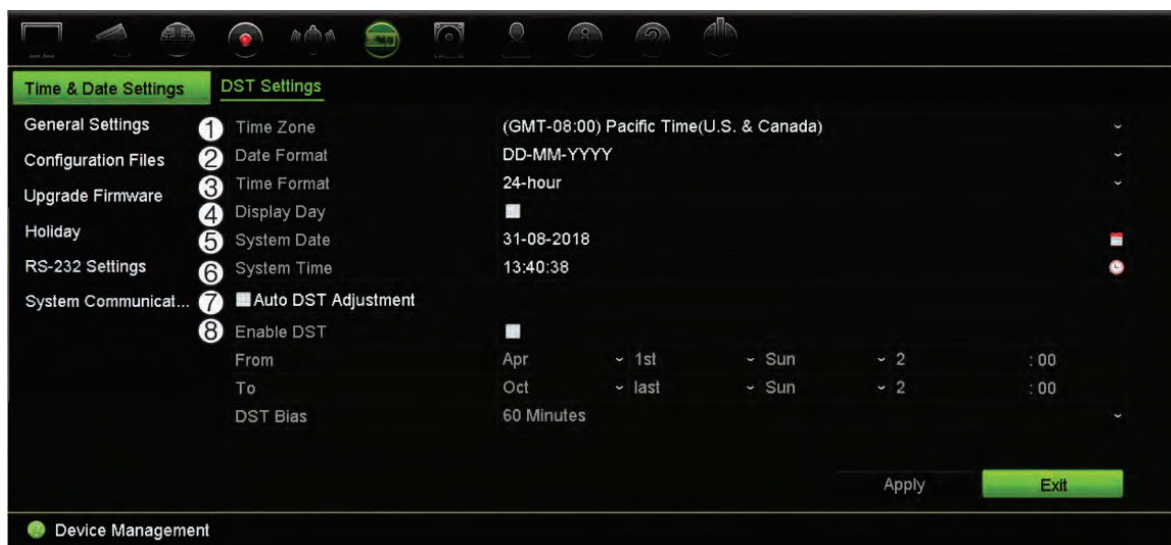 Time & Date Settings DST Settings
General Settings ① Time Zone (GMT-08:00) Pacific Time(U.S. & Canada)
Configuration Files ② Date Format DD-MM-YYYY
Upgrade Firmware ③ Time Format 24-hour
④ Display Day
Holiday ⑤ System Date 31-08-2018
RS-232 Settings ⑥ System Time 13:40:38
System Communicat... ⑦ Auto DST Adjustment
⑧ Enable DST
From Apr 1st Sun 2 : 00
To Oct last Sun 2 : 00
DST Bias 60 Minutes
Apply Exit
Device Management